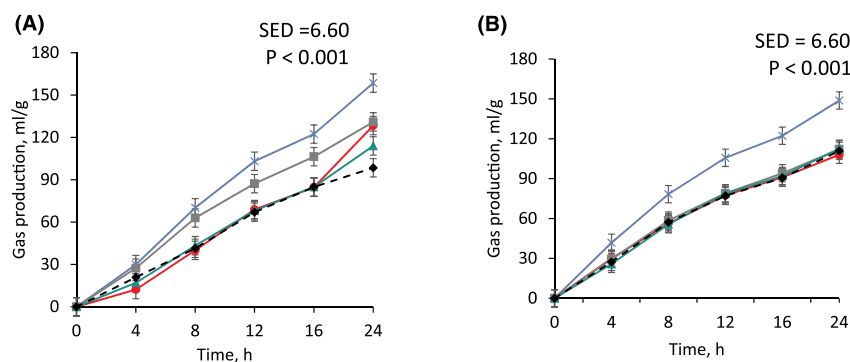 (A)
SED =6.60
P < 0.001
180
150
120
90
60
30
0
0 4 8 12 16 24
Gas production, ml/g
Time, h
(B)
SED = 6.60
P < 0.001
180
150
120
90
60
30
0
0 4 8 12 16 24
Gas production, ml/g
Time, h